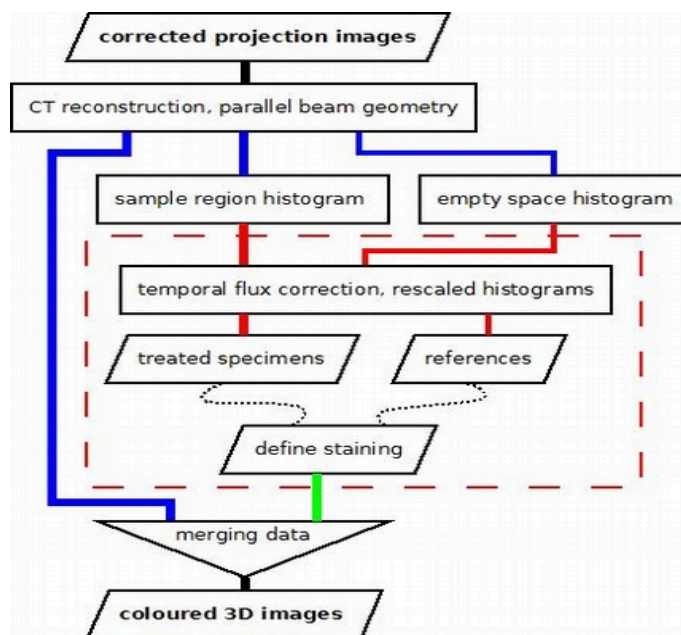 corrected projection images
CT reconstruction, parallel beam geometry
sample region histogram
empty space histogram
temporal flux correction, rescaled histograms
treated specimens
references
define staining
merging data
coloured 3D images